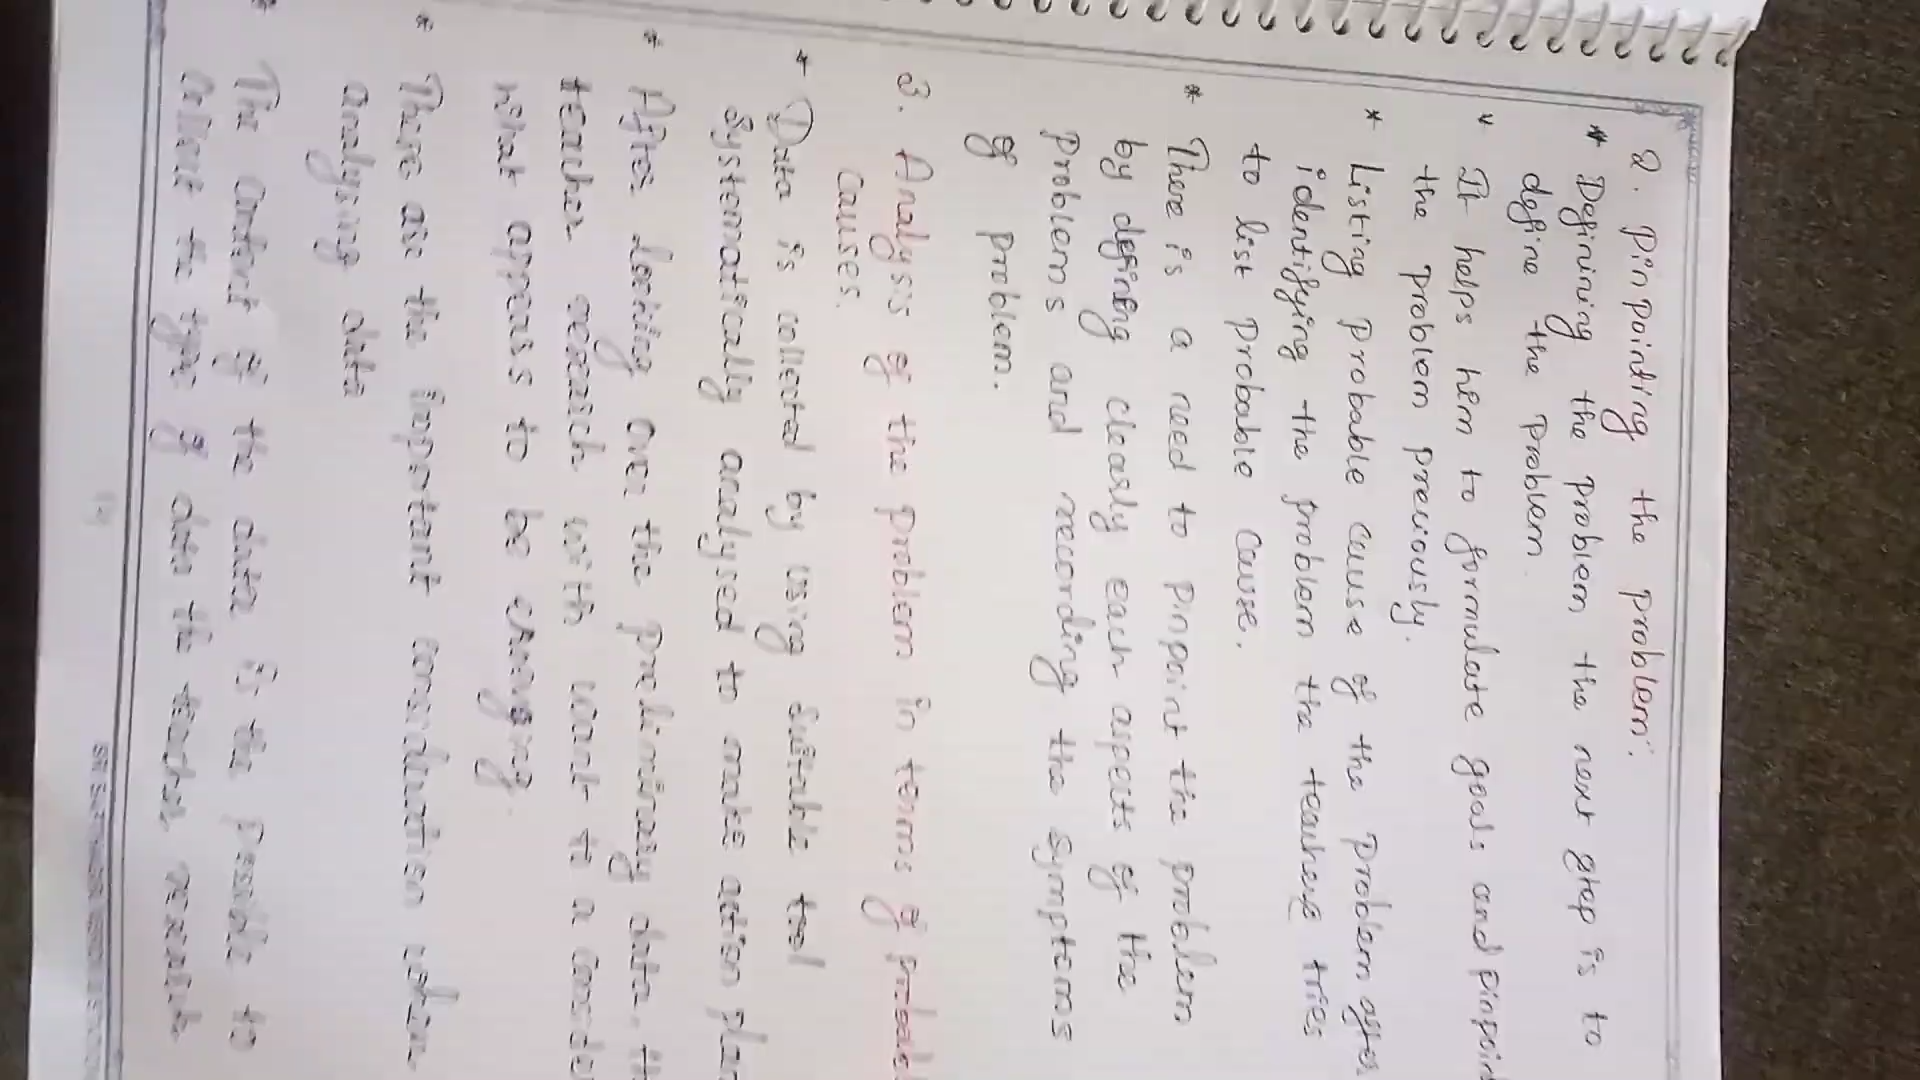 2. Pinpointing the problem:
* Defining the problem the next step is to
define the problem.
* It helps him to formulate goals and pinpoint
the problem previously.
* Listing probable cause of the problem after
identifying the problem the teacher tries
to list probable cause.
* There is a need to pinpoint the problem
by defining clearly each aspects of the
problems and recording the symptoms
of problem.
3. Analysis of the problem in terms of
causes.
* Data is collected by using suitable tool
systematically analysed to make action plan
* After looking over the preliminary data, th
teacher research with want to a
what appears to be changing.
* There are the important consideration when
analysing data
* The content of the data is the possible to
collect the type of data the teacher